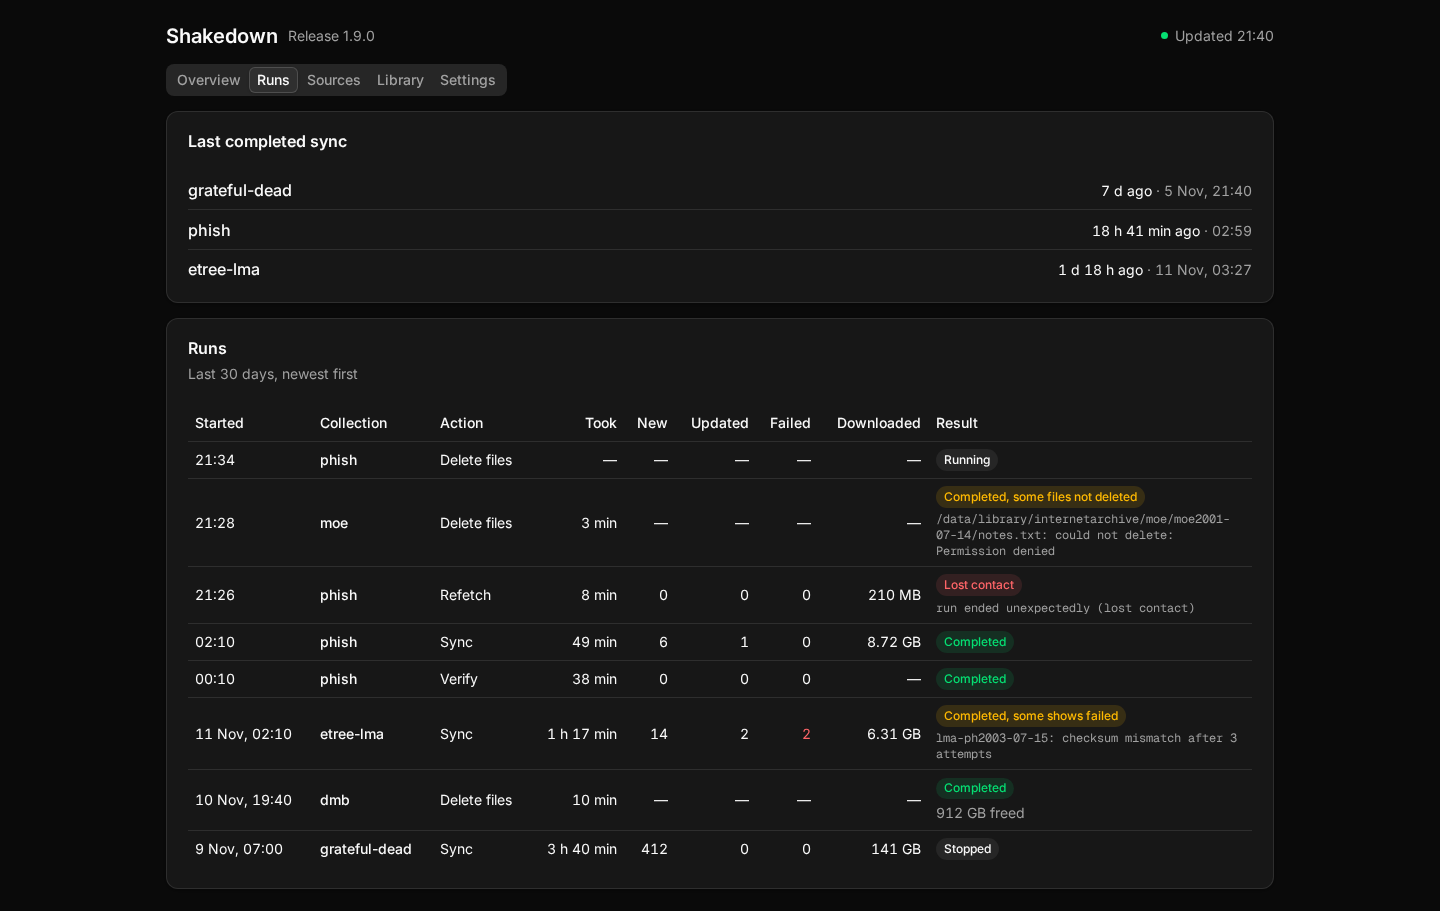 Shakedown Release 1.9.0
Updated 21:40
Overview Runs Sources Library Settings
Last completed sync
grateful-dead 7 d ago · 5 Nov, 21:40
phish 18 h 41 min ago · 02:59
etree-lma 1 d 18 h ago · 11 Nov, 03:27
Runs
Last 30 days, newest first
Started Collection Action Took New Updated Failed Downloaded Result
21:34 phish Delete files — — — — — Running
21:28 moe Delete files 3 min — — — — Completed, some files not deleted
/data/library/internetarchive/moe/moe2001-
07-14/notes.txt: could not delete:
Permission denied
21:26 phish Refetch 8 min 0 0 0 210 MB Lost contact
run ended unexpectedly (lost contact)
02:10 phish Sync 49 min 6 1 0 8.72 GB Completed
00:10 phish Verify 38 min 0 0 0 — Completed
11 Nov, 02:10 etree-lma Sync 1 h 17 min 14 2 2 6.31 GB Completed, some shows failed
lma-ph2003-07-15: checksum mismatch after 3
attempts
10 Nov, 19:40 dmb Delete files 10 min — — — — Completed
912 GB freed
9 Nov, 07:00 grateful-dead Sync 3 h 40 min 412 0 0 141 GB Stopped